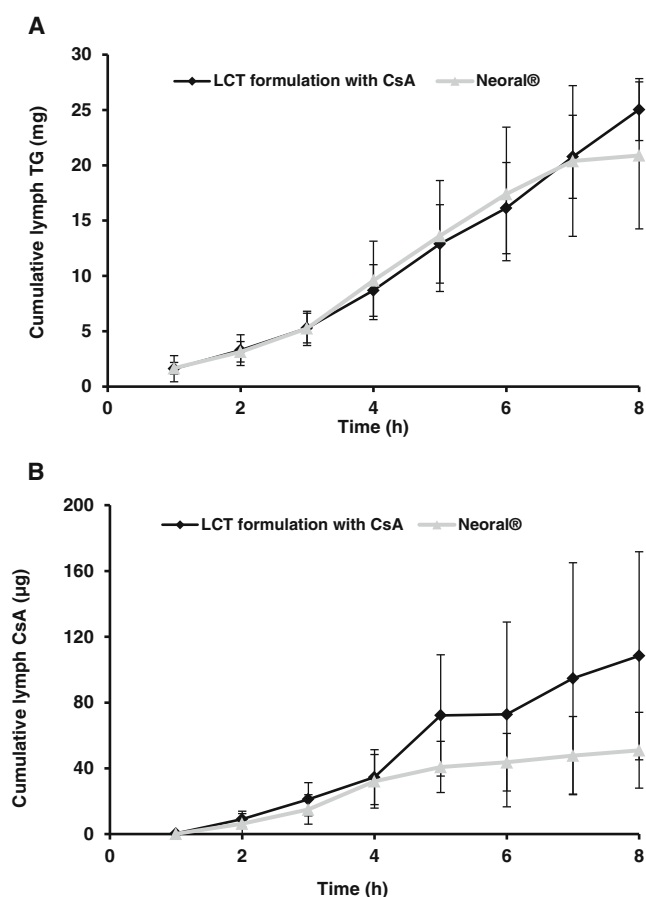 A
30
LCT formulation with CsA Neoral®
25
20
15
10
5
0
0 2 4 6 8
Cumulative lymph TG (mg)
Time (h)
B
200
LCT formulation with CsA Neoral®
160
120
80
40
0
0 2 4 6 8
Cumulative lymph CsA (µg)
Time (h)